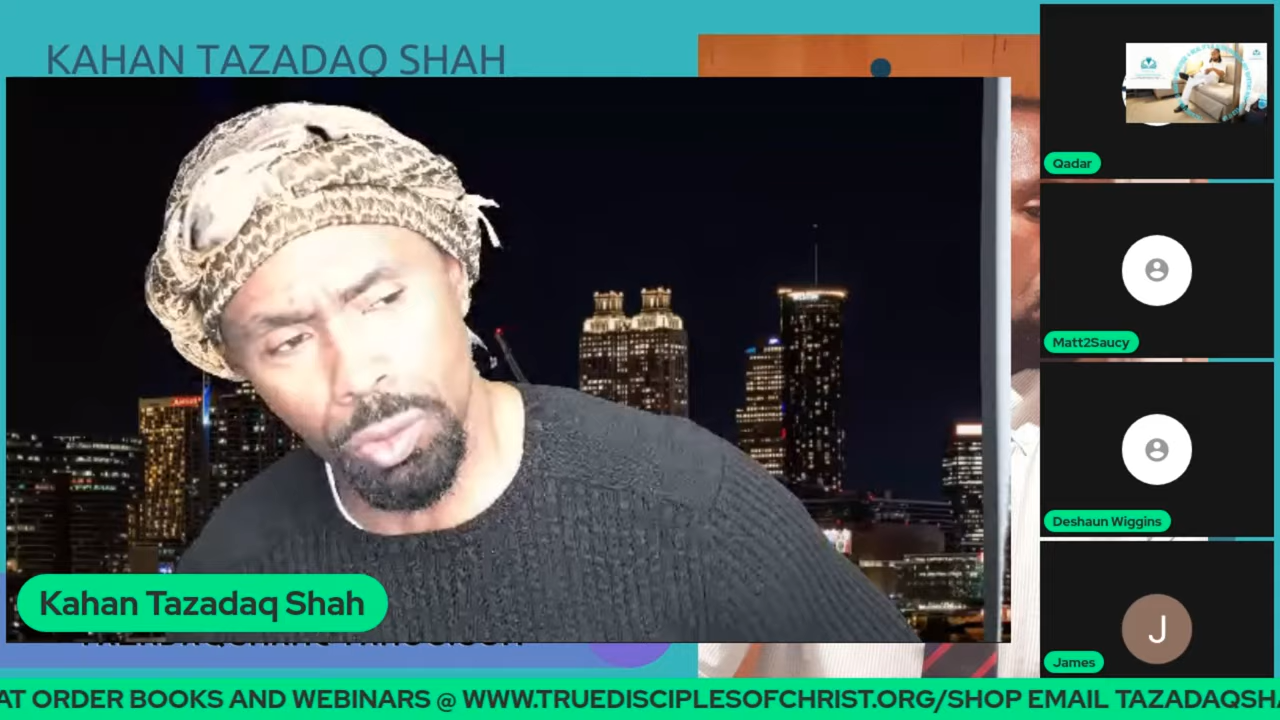 KAHAN TAZADAQ SHAH
Qadar
Matt2Saucy
Deshaun Wiggins
James
J
Kahan Tazadaq Shah
AT ORDER BOOKS AND WEBINARS @ WWW.TRUEDISCIPLESOFCHRIST.ORG/SHOP EMAIL TAZADAQSHA